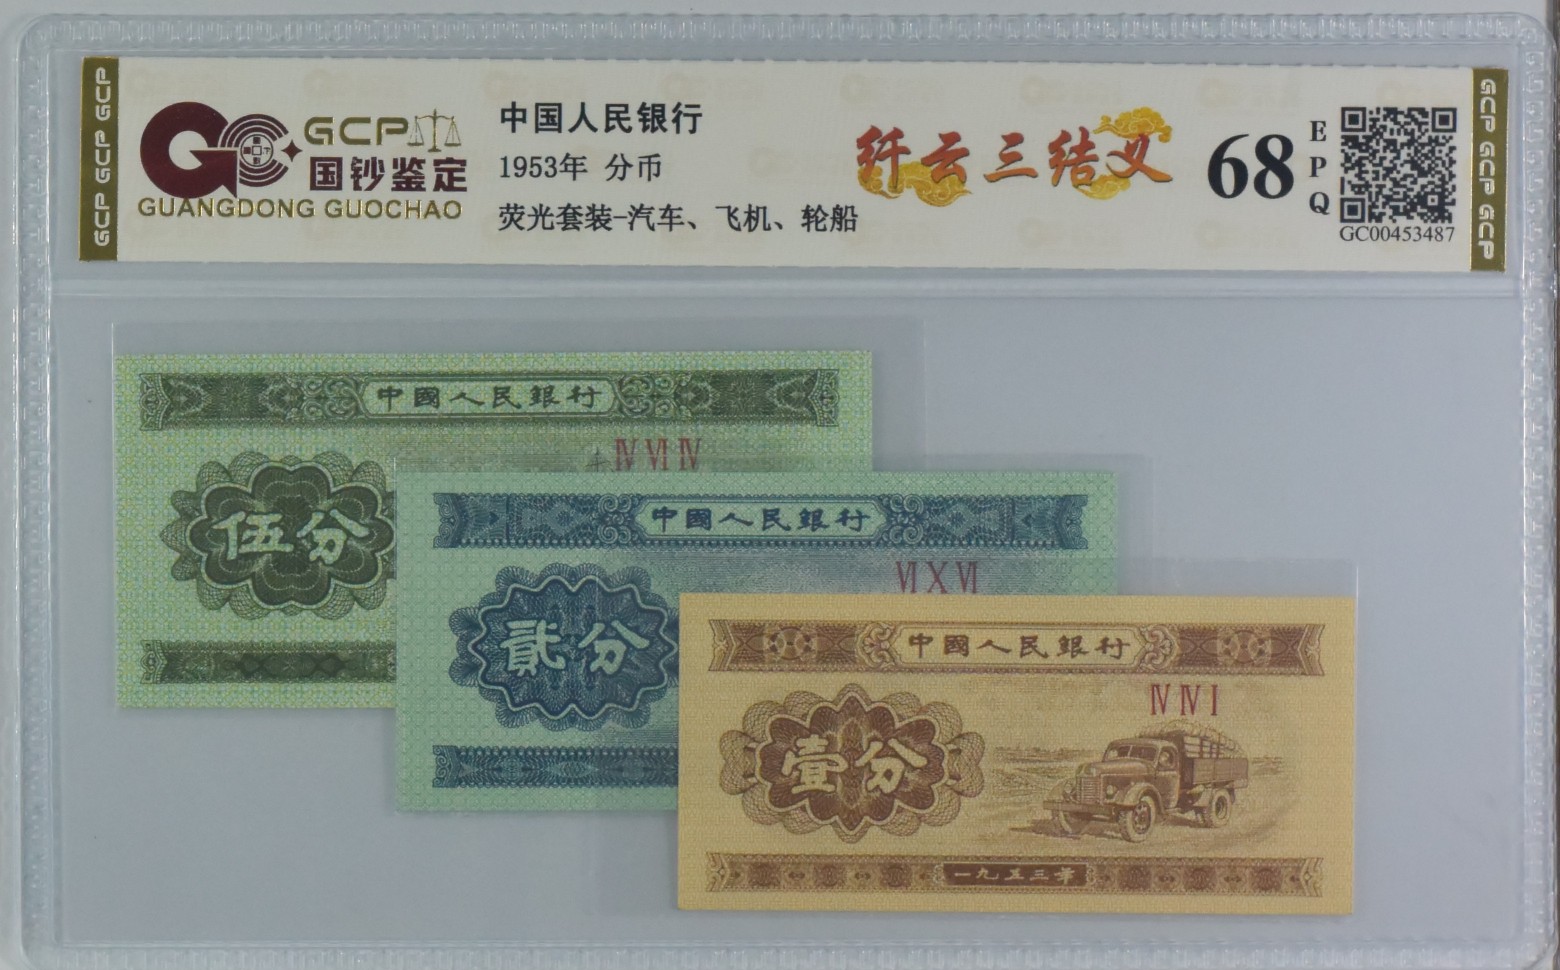 GCP GCP GCP
GCP
国钞鉴定
GUANGDONG GUOCHAO
中国人民银行
1953年 分币
荧光套装-汽车、飞机、轮船
纤云三结义
68
EPQ
GC00453487
GCP GCP GCP
中國人民銀行
Ⅳ Ⅵ Ⅳ
伍分
中國人民銀行
Ⅵ Ⅹ Ⅵ
貳分
中國人民銀行
Ⅳ Ⅳ Ⅰ
壹分
一九五三年